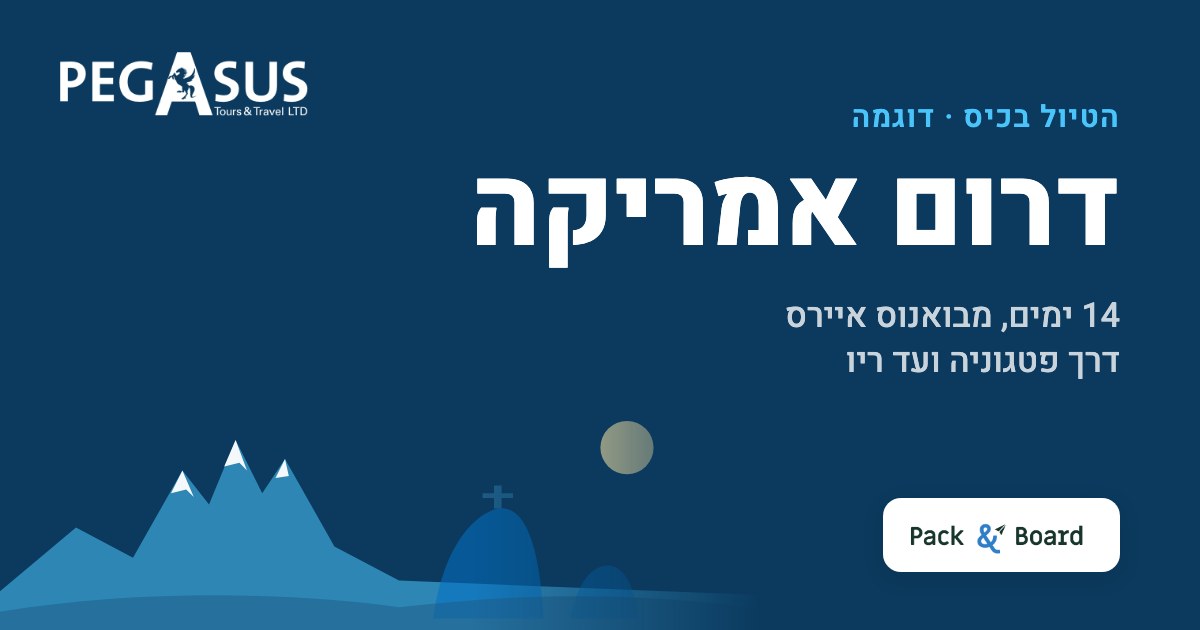 PEGASUS
Tours & Travel LTD
הטיול בכיס · דוגמה
דרום אמריקה
14 ימים, מבואנוס איירס
דרך פטגוניה ועד ריו
Pack & Board